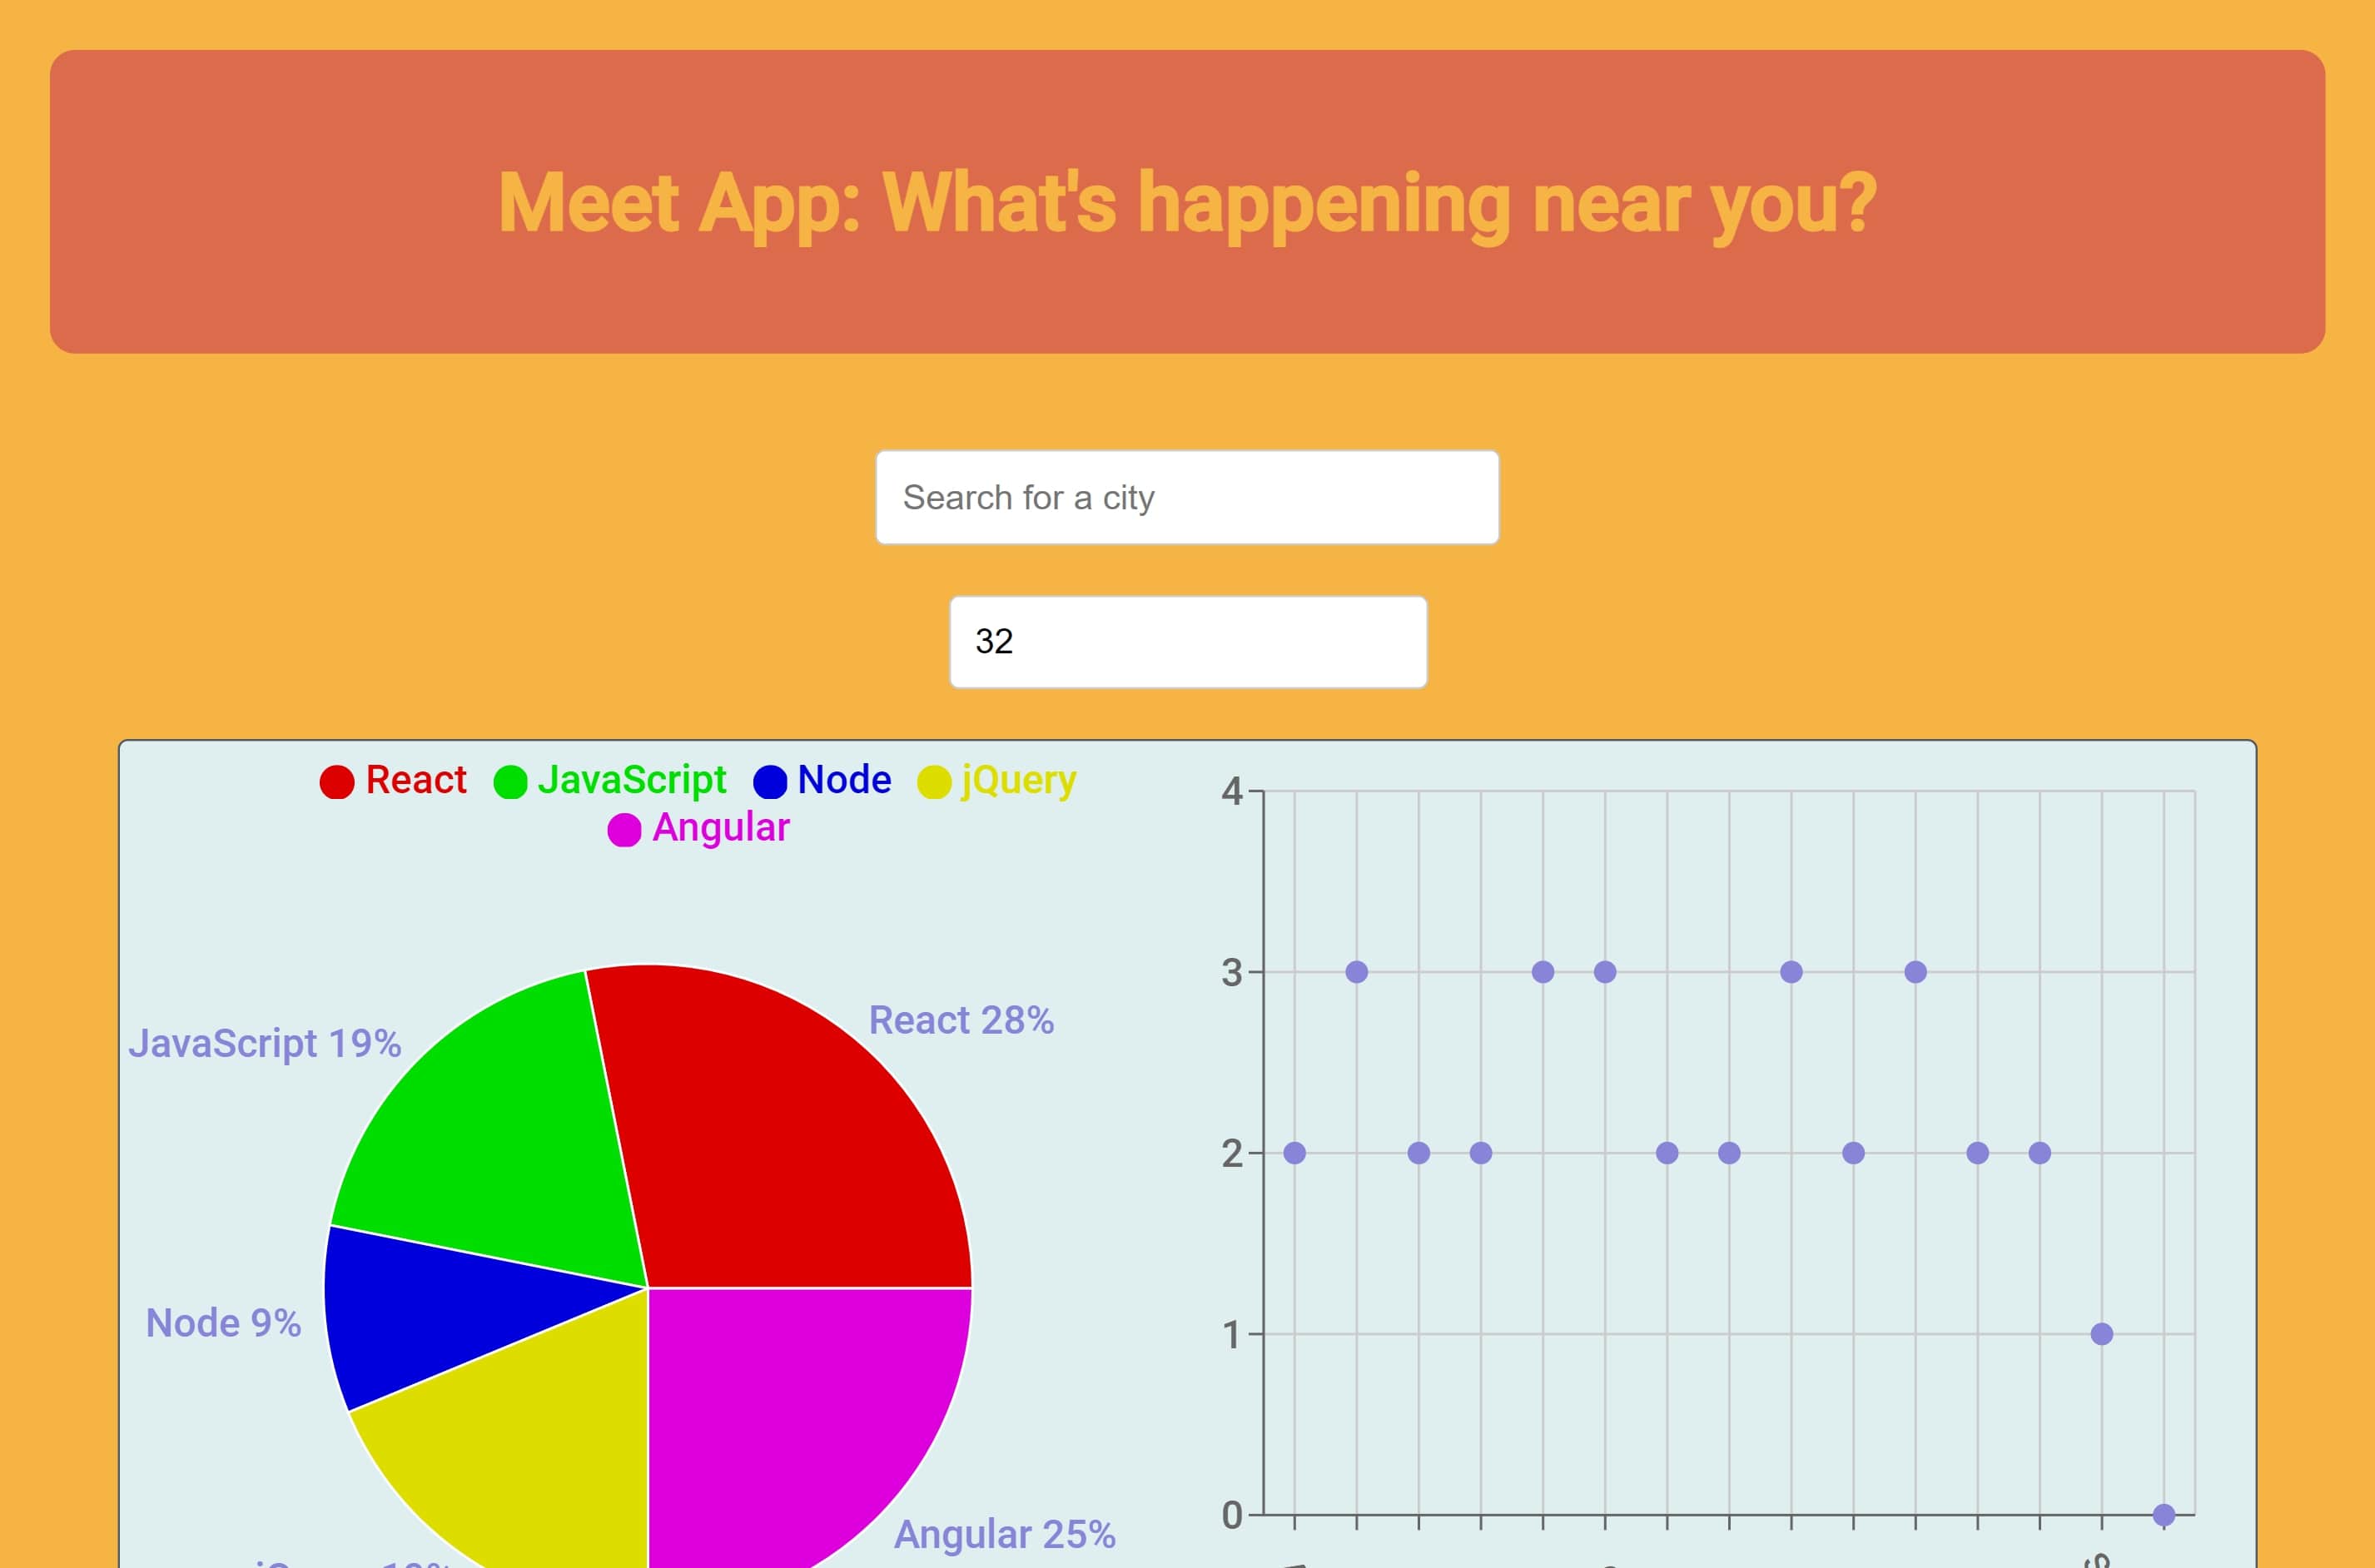 Meet App: What's happening near you?
Search for a city
32
React JavaScript Node jQuery
Angular
React 28%
JavaScript 19%
Node 9%
Angular 25%
4
3
2
1
0